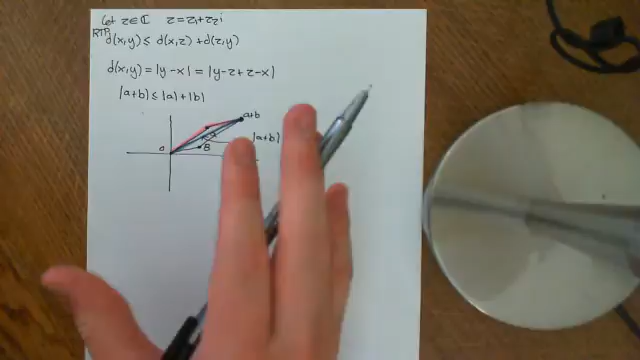 Let z ∈ ℂ z = z₁+z₂i
RTP: d(x,y) ≤ d(x,z) + d(z,y)
d(x,y) = |y-x| = |y-z+z-x|
|a+b| ≤ |a|+|b|
a+b
|a+b|
a
B
o